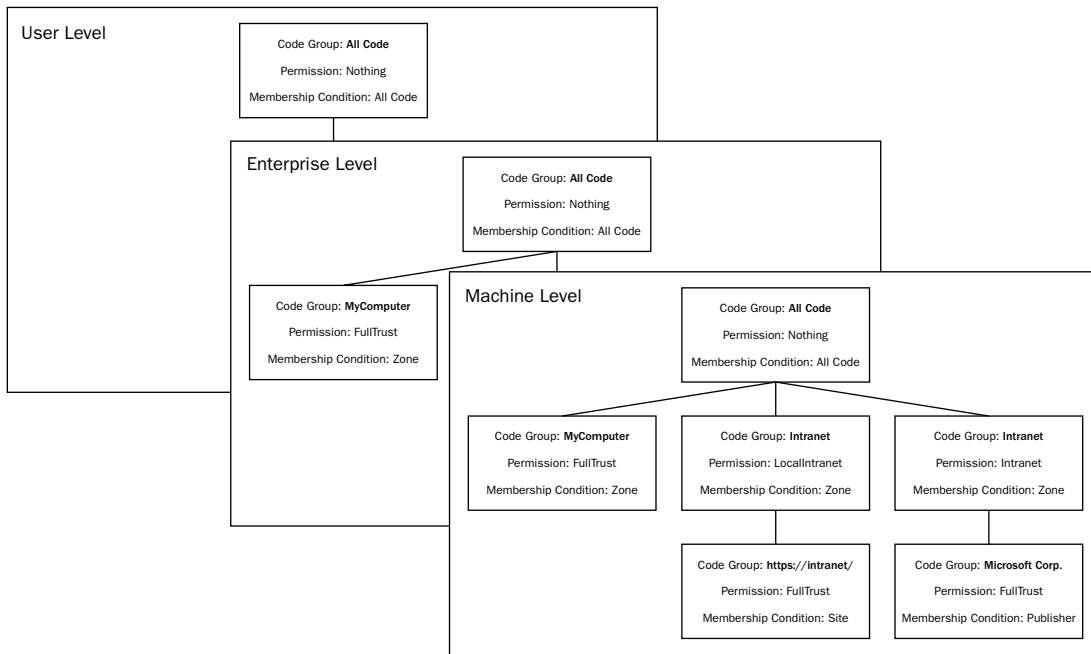 User Level
Code Group: All Code
Permission: Nothing
Membership Condition: All Code
Enterprise Level
Code Group: All Code
Permission: Nothing
Membership Condition: All Code
Code Group: MyComputer
Permission: FullTrust
Membership Condition: Zone
Machine Level
Code Group: All Code
Permission: Nothing
Membership Condition: All Code
Code Group: MyComputer
Permission: FullTrust
Membership Condition: Zone
Code Group: Intranet
Permission: LocalIntranet
Membership Condition: Zone
Code Group: Intranet
Permission: Intranet
Membership Condition: Zone
Code Group: https://intranet/
Permission: FullTrust
Membership Condition: Site
Code Group: Microsoft Corp.
Permission: FullTrust
Membership Condition: Publisher